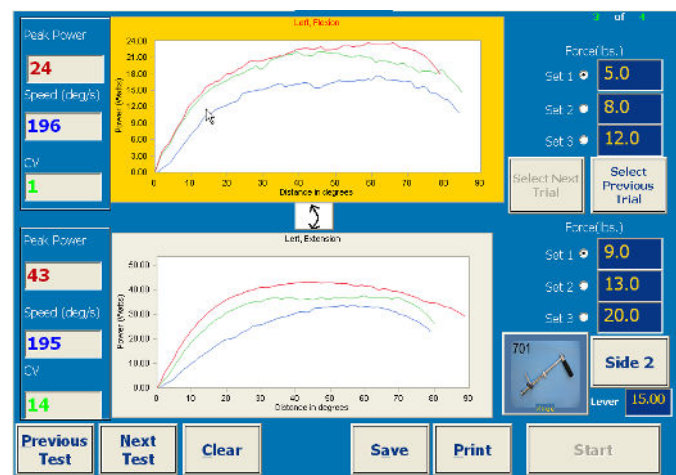 3 of 4
Peak Power
24
Speed (deg/s)
196
CV
1
Left, Flexion
Power (Watts)
24.00
21.00
18.00
15.00
12.00
9.00
6.00
3.00
0.00
0 10 20 30 40 50 60 70 80 90
Distance in degrees
Force(lbs.)
Set 1 5.0
Set 2 8.0
Set 3 12.0
Select Next
Trial
Select
Previous
Trial
Peak Power
43
Speed (deg/s)
195
CV
14
Left, Extension
Power (Watts)
50.00
40.00
30.00
20.00
10.00
0.00
0 10 20 30 40 50 60 70 80 90
Distance in degrees
Force(lbs.)
Set 1 9.0
Set 2 13.0
Set 3 20.0
701
Side 2
Lever 15.00
Previous
Test
Next
Test
Clear
Save
Print
Start